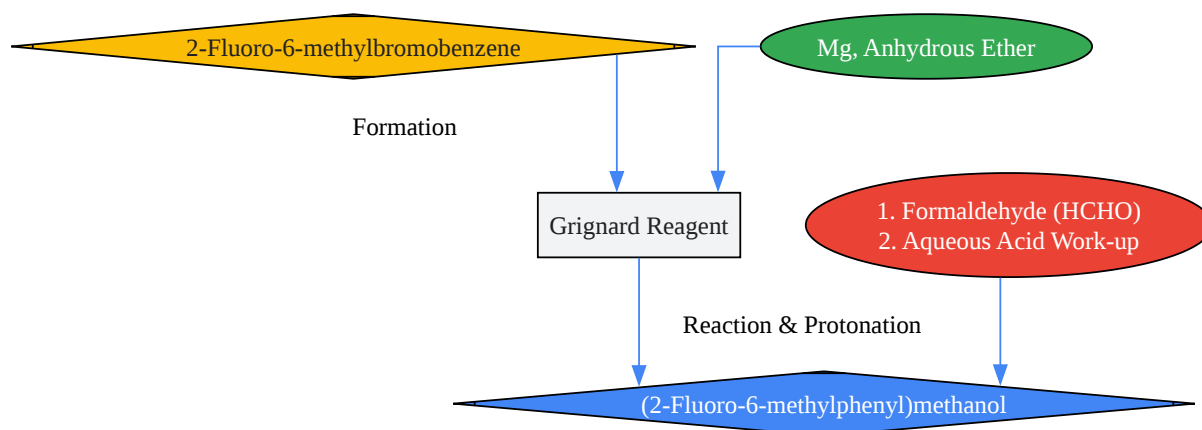 2-Fluoro-6-methylbromobenzene
Mg, Anhydrous Ether
Formation
Grignard Reagent
1. Formaldehyde (HCHO)
2. Aqueous Acid Work-up
Reaction & Protonation
(2-Fluoro-6-methylphenyl)methanol